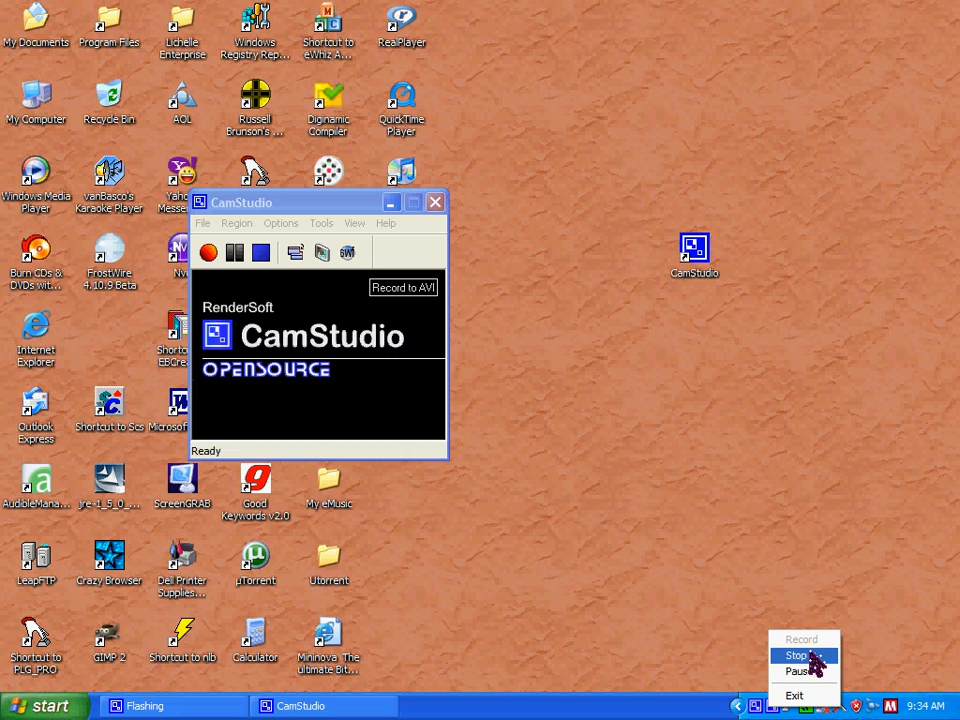 My Documents
Program Files
Lichelle
Enterprise
Windows
Registry Rep...
Shortcut to
eWhiz A...
RealPlayer
My Computer
Recycle Bin
AOL
Russell
Brunson's ...
Diginamic
Compiler
QuickTime
Player
Windows Media
Player
vanBasco's
Karaoke Player
CamStudio
File Region Options Tools View Help
Record to AVI
RenderSoft
CamStudio
OPENSOURCE
Ready
CamStudio
Burn CDs &
DVDs wit...
FrostWire
4.10.9 Beta
Internet
Explorer
Outlook
Express
Shortcut to Scs
AudibleMana...
jre-1_5_0_...
ScreenGRAB
Good
Keywords v2.0
My eMusic
LeapFTP
Crazy Browser
Dell Printer
Supplies...
µTorrent
Utorrent
Shortcut to
PLG_PRO
GIMP 2
Shortcut to nlb
Calculator
Mininova The
ultimate Bit...
Record
Stop
Pause
Exit
start
Flashing
CamStudio
9:34 AM